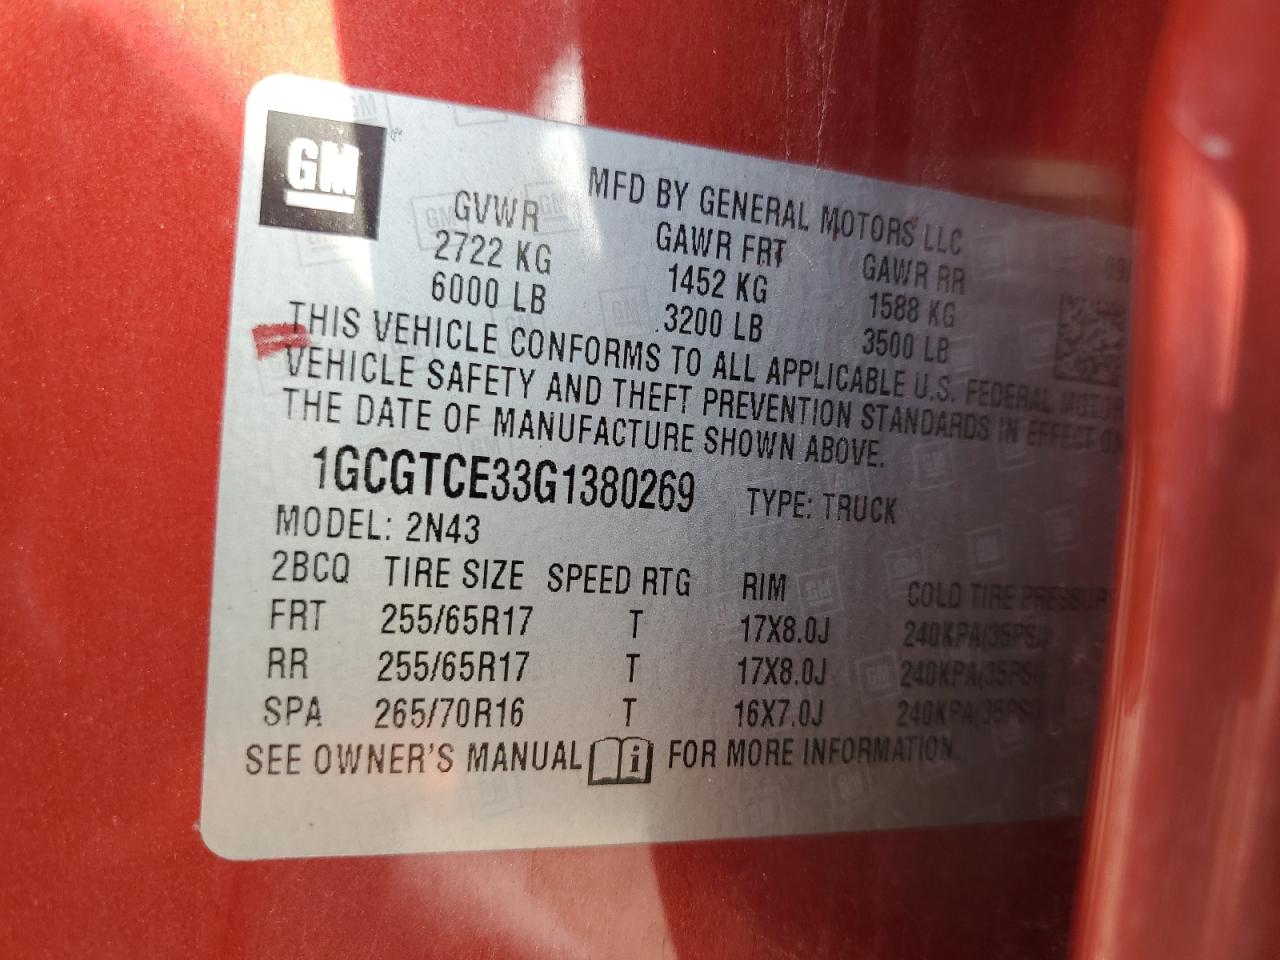 GM
MFD BY GENERAL MOTORS LLC
GVWR GAWR FRT GAWR RR
2722 KG 1452 KG 1588 KG
6000 LB 3200 LB 3500 LB
THIS VEHICLE CONFORMS TO ALL APPLICABLE U.S. FEDERAL MOTOR
VEHICLE SAFETY AND THEFT PREVENTION STANDARDS IN EFFECT ON
THE DATE OF MANUFACTURE SHOWN ABOVE.
1GCGTCE33G1380269 TYPE: TRUCK
MODEL: 2N43
2BCQ TIRE SIZE SPEED RTG RIM COLD TIRE PRESSUR
FRT 255/65R17 T 17X8.0J 240KPA(35PSI)
RR 255/65R17 T 17X8.0J 240KPA(35PSI)
SPA 265/70R16 T 16X7.0J 240KPA(35PSI)
SEE OWNER'S MANUAL i FOR MORE INFORMATION.